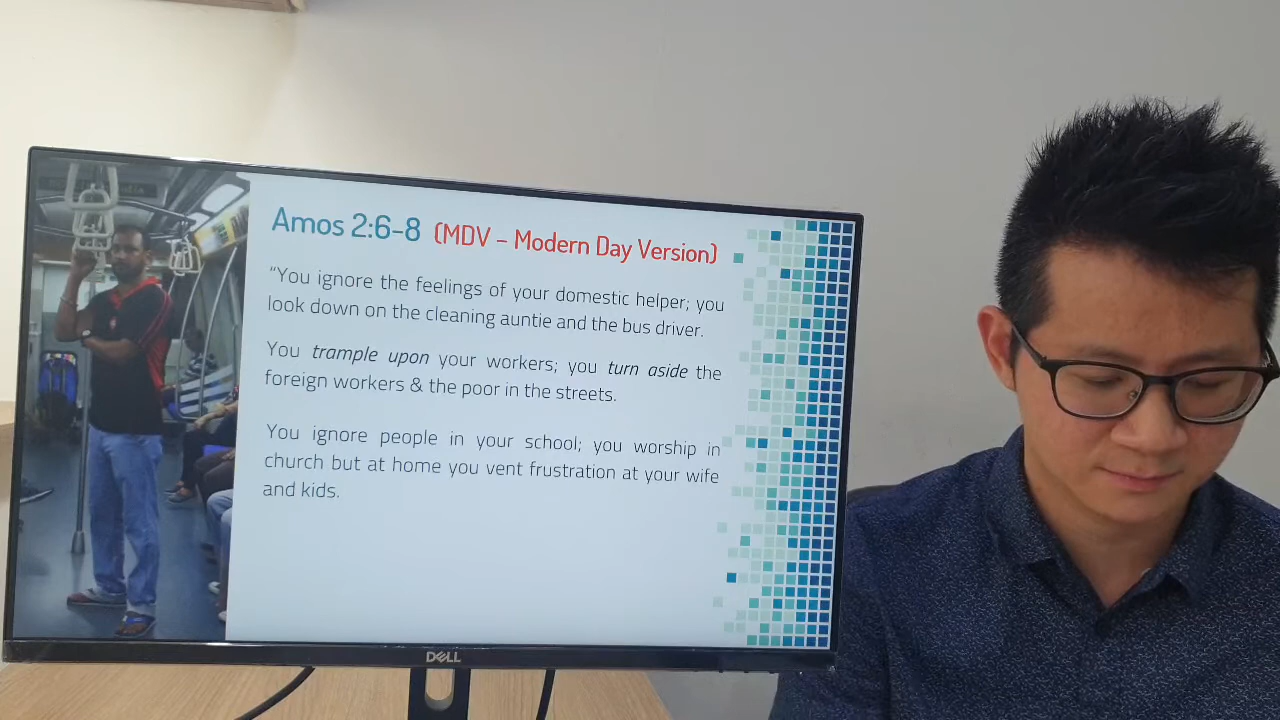 Amos 2:6-8 (MDV – Modern Day Version)
“You ignore the feelings of your domestic helper; you
look down on the cleaning auntie and the bus driver.
You trample upon your workers; you turn aside the
foreign workers & the poor in the streets.
You ignore people in your school; you worship in
church but at home you vent frustration at your wife
and kids.
DELL